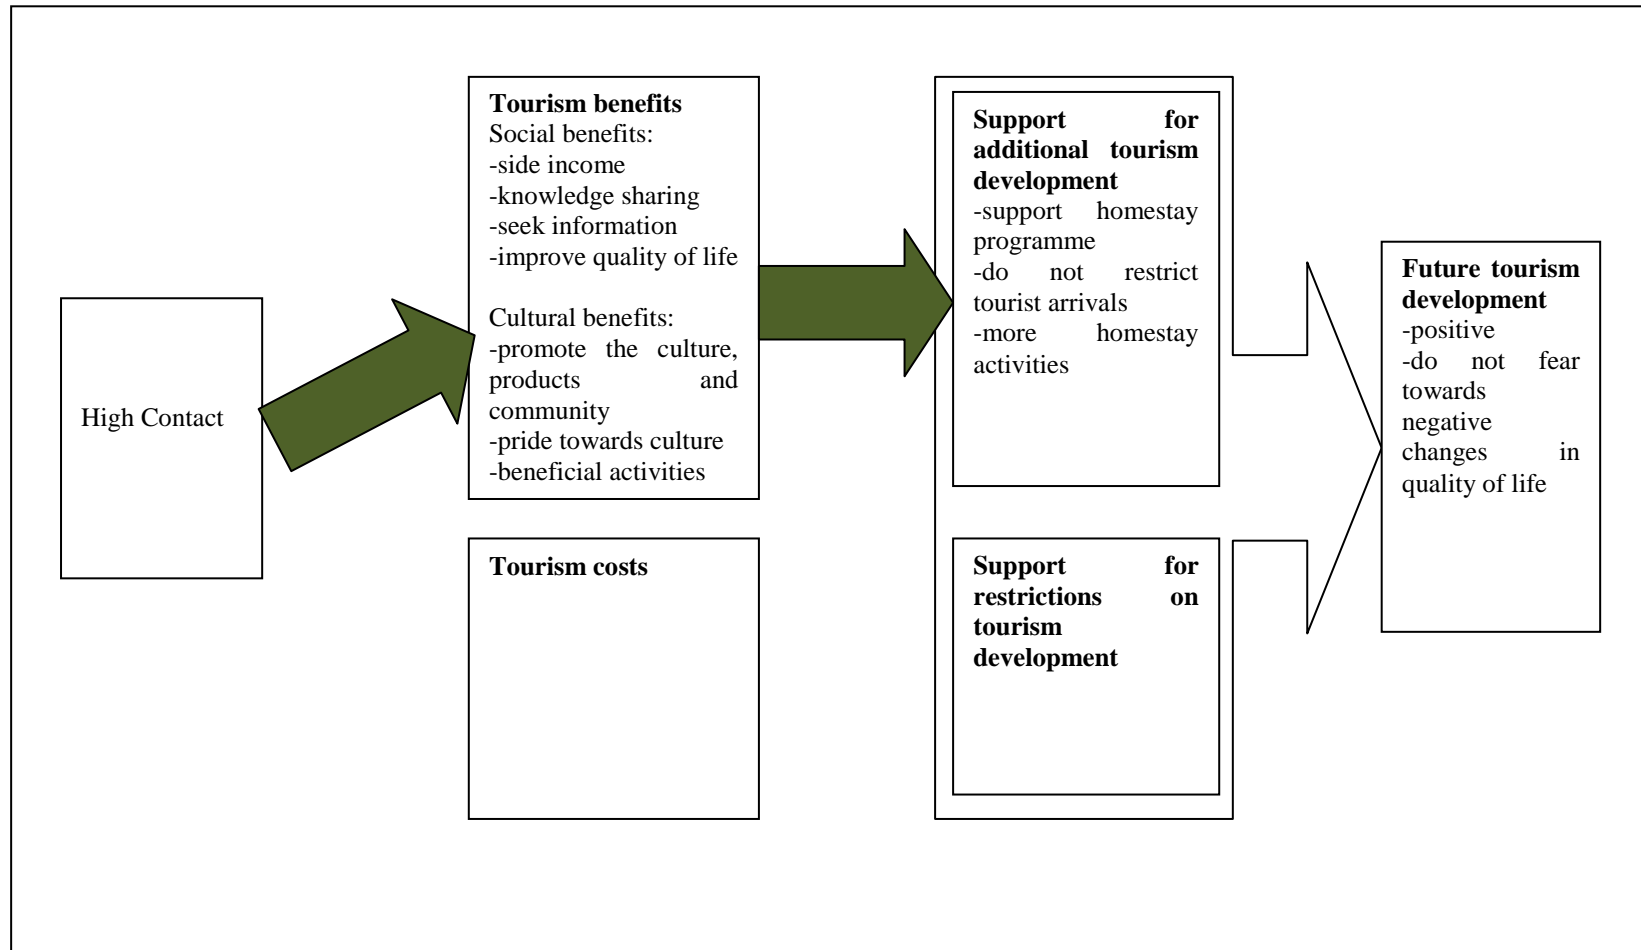 High Contact
Tourism benefits
Social benefits:
-side income
-knowledge sharing
-seek information
-improve quality of life
Cultural benefits:
-promote the culture,
products and
community
-pride towards culture
-beneficial activities
Tourism costs
Support for
additional tourism
development
-support homestay
programme
-do not restrict
tourist arrivals
-more homestay
activities
Support for
restrictions on
tourism
development
Future tourism
development
-positive
-do not fear
towards
negative
changes in
quality of life